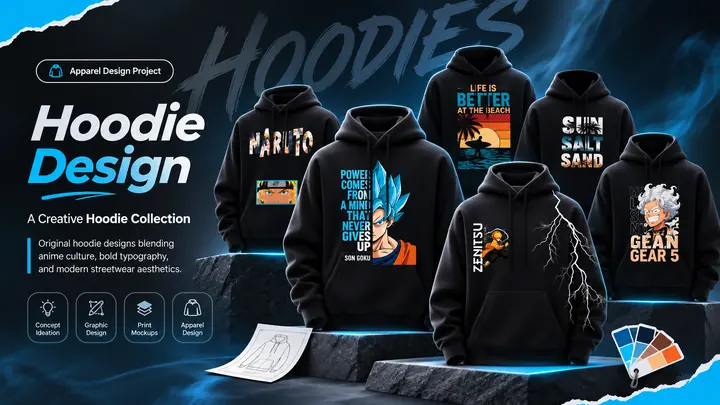 HOODIES
Apparel Design Project
Hoodie
Design
A Creative Hoodie Collection
Original hoodie designs blending
anime culture, bold typography,
and modern streetwear aesthetics.
Concept
Ideation
Graphic
Design
Print
Mockups
Apparel
Design
NARUTO
POWER
COMES
FROM
A MIND
THAT
NEVER
GIVES
UP
SON GOKU
LIFE IS
BETTER
AT THE BEACH
SUN
SALT
SAND
ZENITSU
GEAN
GEAR 5